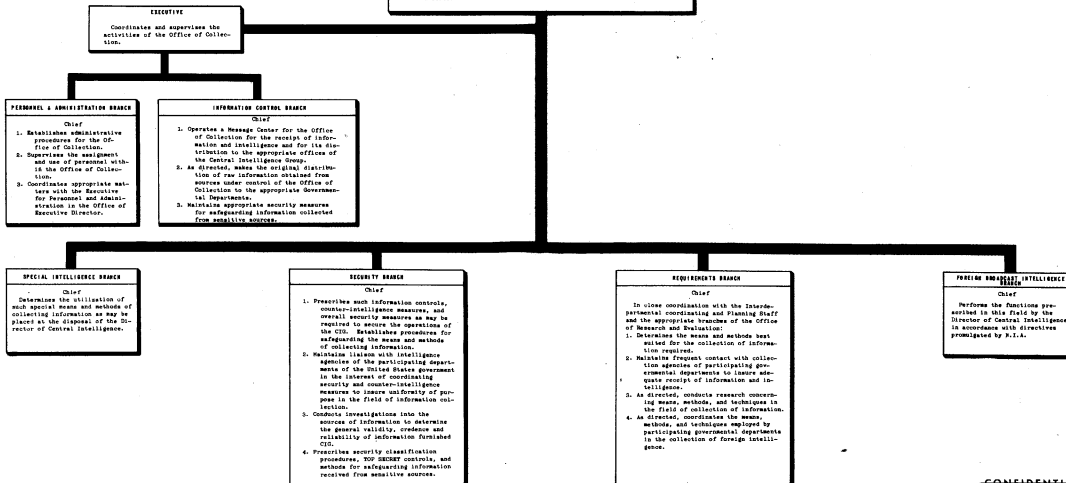 EXECUTIVE
Coordinates and supervises the
activities of the Office of Collec-
tion.
PERSONNEL & ADMINISTRATION BRANCH
Chief
1. Establishes administrative
procedures for the Of-
fice of Collection.
2. Supervises the assignment
and use of personnel with-
in the Office of Collec-
tion.
3. Coordinates appropriate mat-
ters with the Executive
for Personnel and Admini-
stration in the Office of
Executive Director.
INFORMATION CONTROL BRANCH
Chief
1. Operates a Message Center for the Office
of Collection for the receipt of infor-
mation and intelligence and for its dis-
tribution to the appropriate offices of
the Central Intelligence Group.
2. As directed, makes the original distribu-
tion of raw information obtained from
sources under control of the Office of
Collection to the appropriate Governmen-
tal Departments.
3. Maintains appropriate security measures
for safeguarding information collected
from sensitive sources.
SPECIAL INTELLIGENCE BRANCH
Chief
Determines the utilization of
such special means and methods of
collecting information as may be
placed at the disposal of the Di-
rector of Central Intelligence.
SECURITY BRANCH
Chief
1. Prescribes such information controls,
counter-intelligence measures, and
overall security measures as may be
required to secure the operations of
the CIG. Establishes procedures for
safeguarding the means and methods
of collecting information.
2. Maintains liaison with intelligence
agencies of the participating depart-
ments of the United States government
in the interest of coordinating
security and counter-intelligence
measures to insure uniformity of pur-
pose in the field of information col-
lection.
3. Conducts investigations into the
sources of information to determine
the general validity, credence and
reliability of information furnished
CIG.
4. Prescribes security classification
procedures, TOP SECRET controls, and
methods for safeguarding information
received from sensitive sources.
REQUIREMENTS BRANCH
Chief
In close coordination with the Interde-
partmental coordinating and Planning Staff
and the appropriate branches of the Office
of Research and Evaluation:
1. Determines the means and methods best
suited for the collection of informa-
tion required.
2. Maintains frequent contact with collec-
tion agencies of participating gov-
ernmental departments to insure ade-
quate receipt of information and in-
telligence.
3. As directed, conducts research concern-
ing means, methods, and techniques in
the field of collection of information.
4. As directed, coordinates the means,
methods, and techniques employed by
participating governmental departments
in the collection of foreign intelli-
gence.
FOREIGN BROADCAST INTELLIGENCE
BRANCH
Chief
Performs the functions pre-
scribed in this field by the
Director of Central Intelligence
in accordance with directives
promulgated by N.I.A.
CONFIDENTI